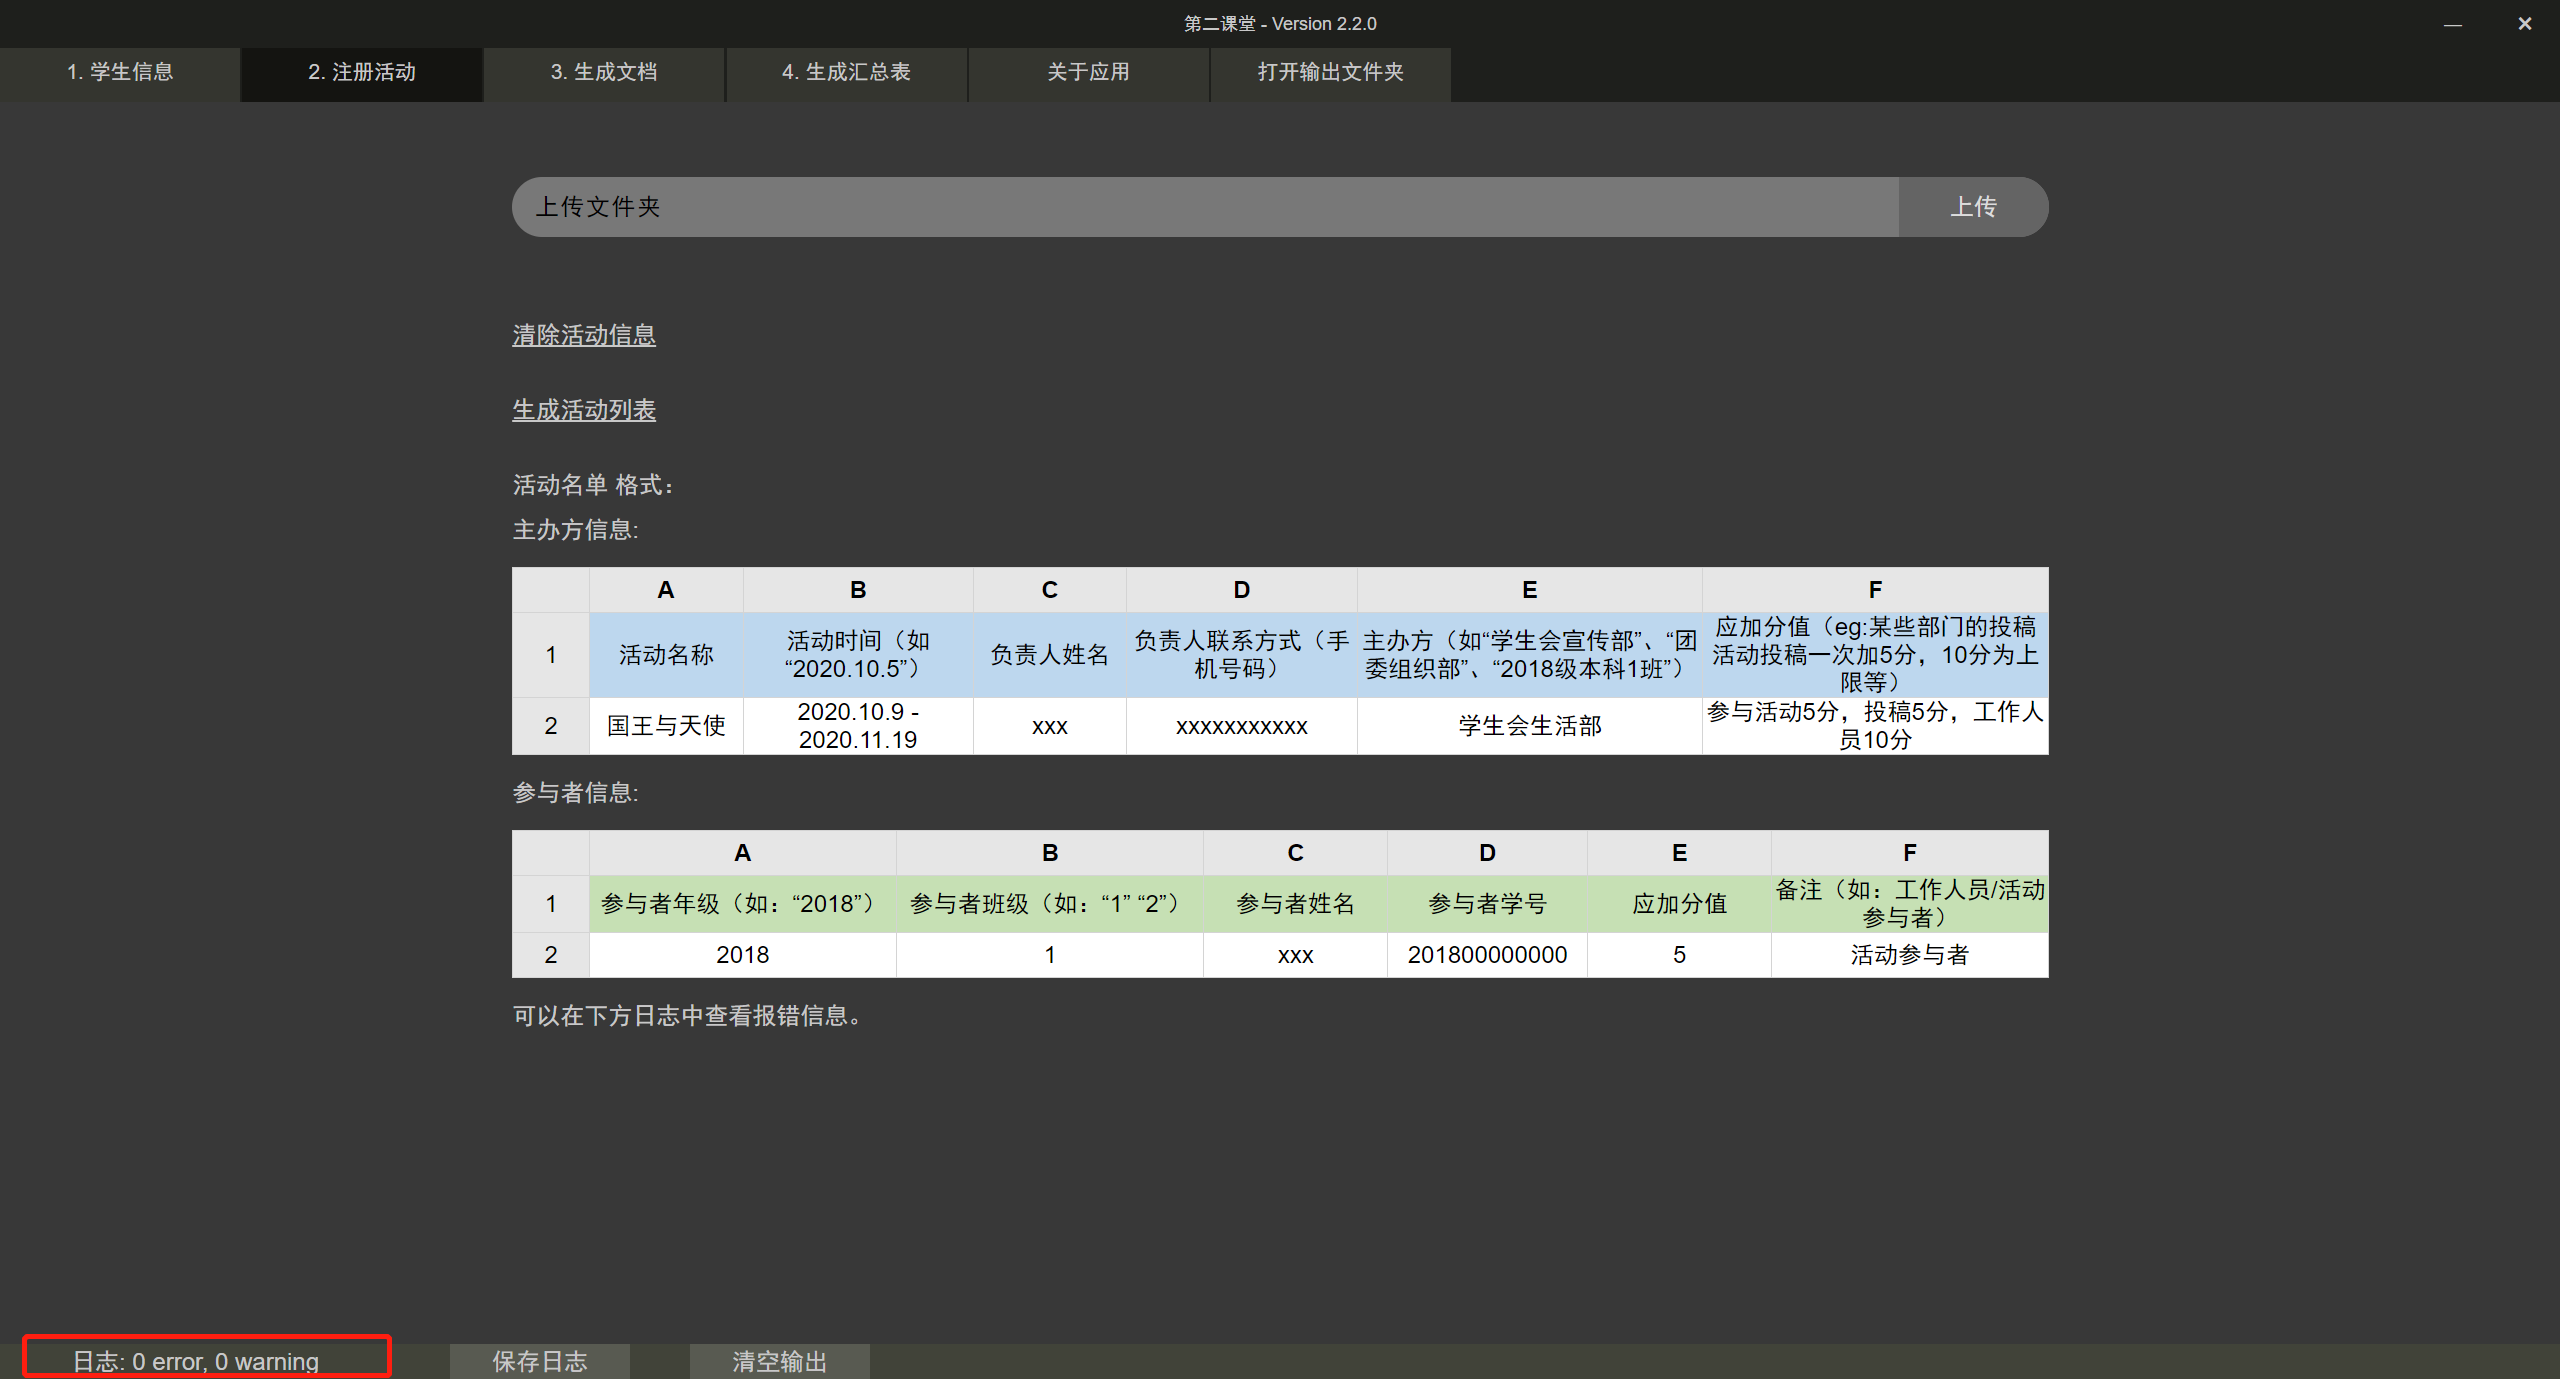 第二课堂 - Version 2.2.0
1. 学生信息
2. 注册活动
3. 生成文档
4. 生成汇总表
关于应用
打开输出文件夹
上传文件夹
上传
清除活动信息
生成活动列表
活动名单 格式：
主办方信息:
A B C D E F
1
活动名称
活动时间（如
“2020.10.5”）
负责人姓名
负责人联系方式（手
机号码）
主办方（如“学生会宣传部”、“团
委组织部”、“2018级本科1班”）
应加分值（eg:某些部门的投稿
活动投稿一次加5分，10分为上
限等）
2
国王与天使
2020.10.9 -
2020.11.19
xxx
xxxxxxxxxxx
学生会生活部
参与活动5分，投稿5分，工作人
员10分
参与者信息:
A B C D E F
1
参与者年级（如：“2018”）
参与者班级（如：“1” “2”）
参与者姓名
参与者学号
应加分值
备注（如：工作人员/活动
参与者）
2
2018
1
xxx
201800000000
5
活动参与者
可以在下方日志中查看报错信息。
日志: 0 error, 0 warning
保存日志
清空输出